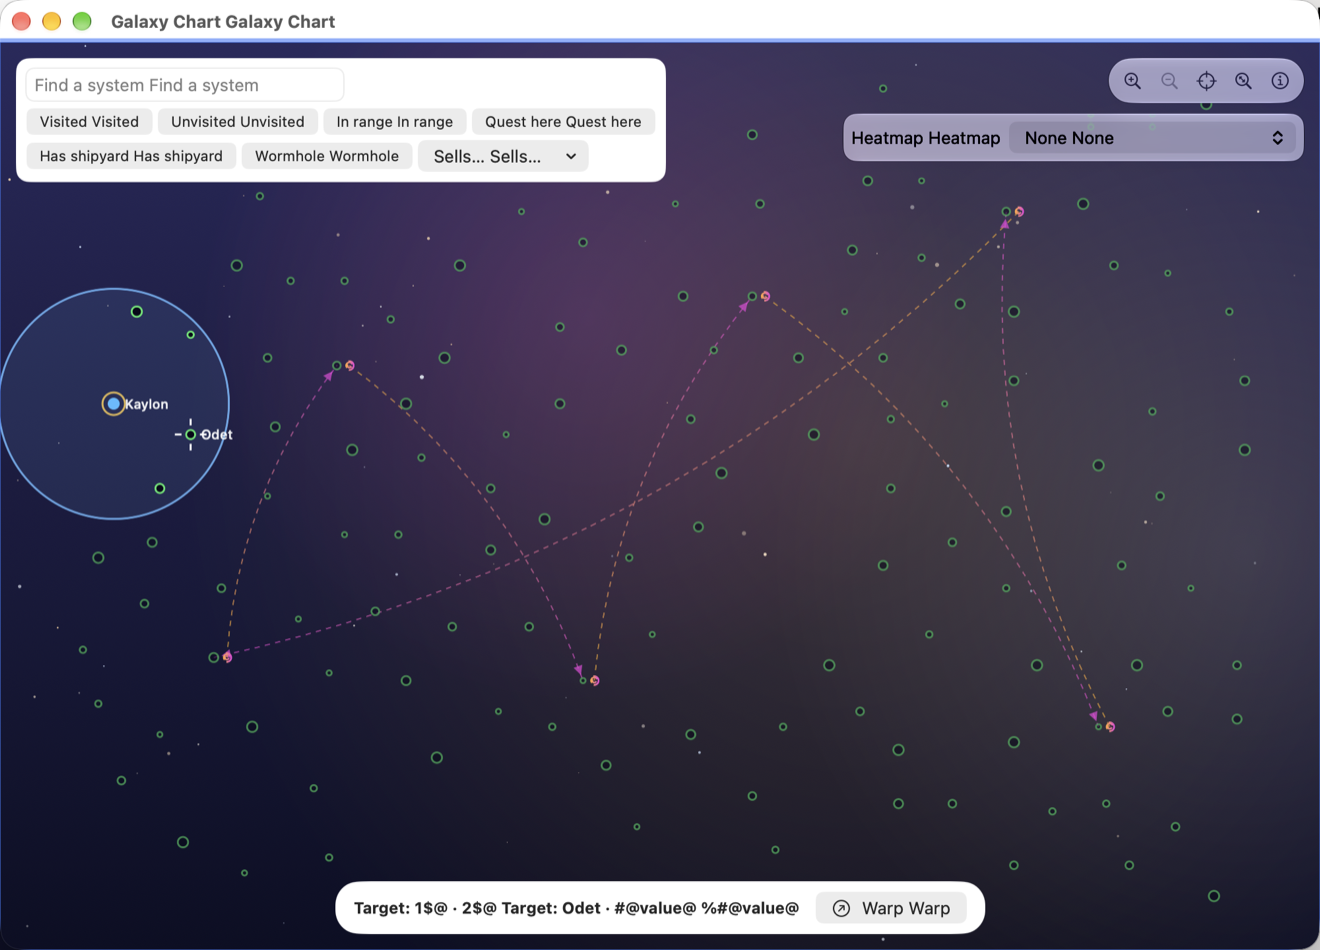 Galaxy Chart Galaxy Chart
Find a system Find a system
Visited Visited
Unvisited Unvisited
In range In range
Quest here Quest here
Has shipyard Has shipyard
Wormhole Wormhole
Sells... Sells...
Heatmap Heatmap
None None
Kaylon
Odet
Target: 1$@ · 2$@ Target: Odet · #@value@ %#@value@
Warp Warp